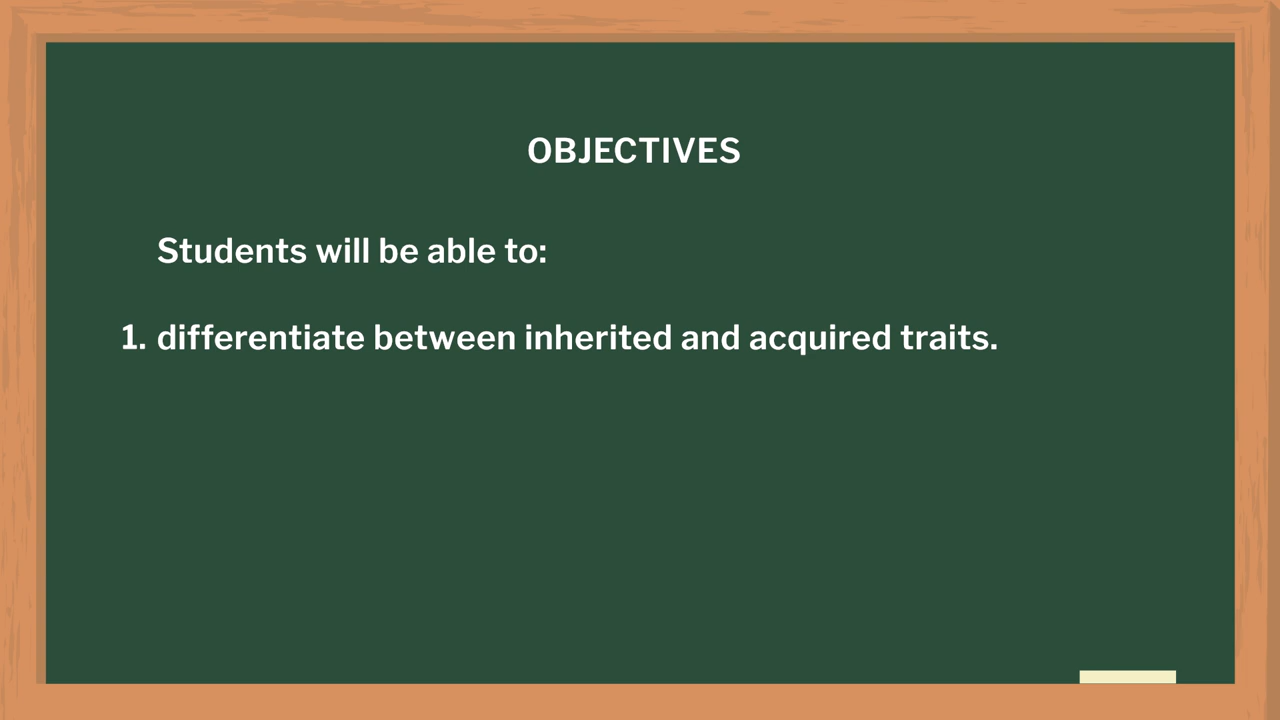 OBJECTIVES
Students will be able to:
1. differentiate between inherited and acquired traits.